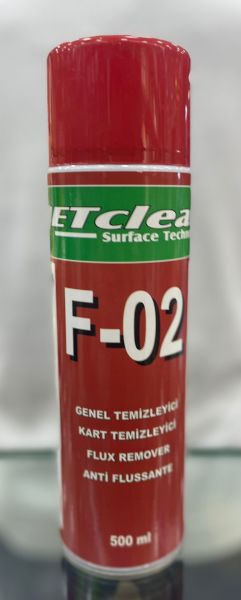 ETclea
Surface Techn
F-02
GENEL TEMİZLEYİCİ
KART TEMİZLEYİCİ
FLUX REMOVER
ANTİ FLUSSANTE
500 ml